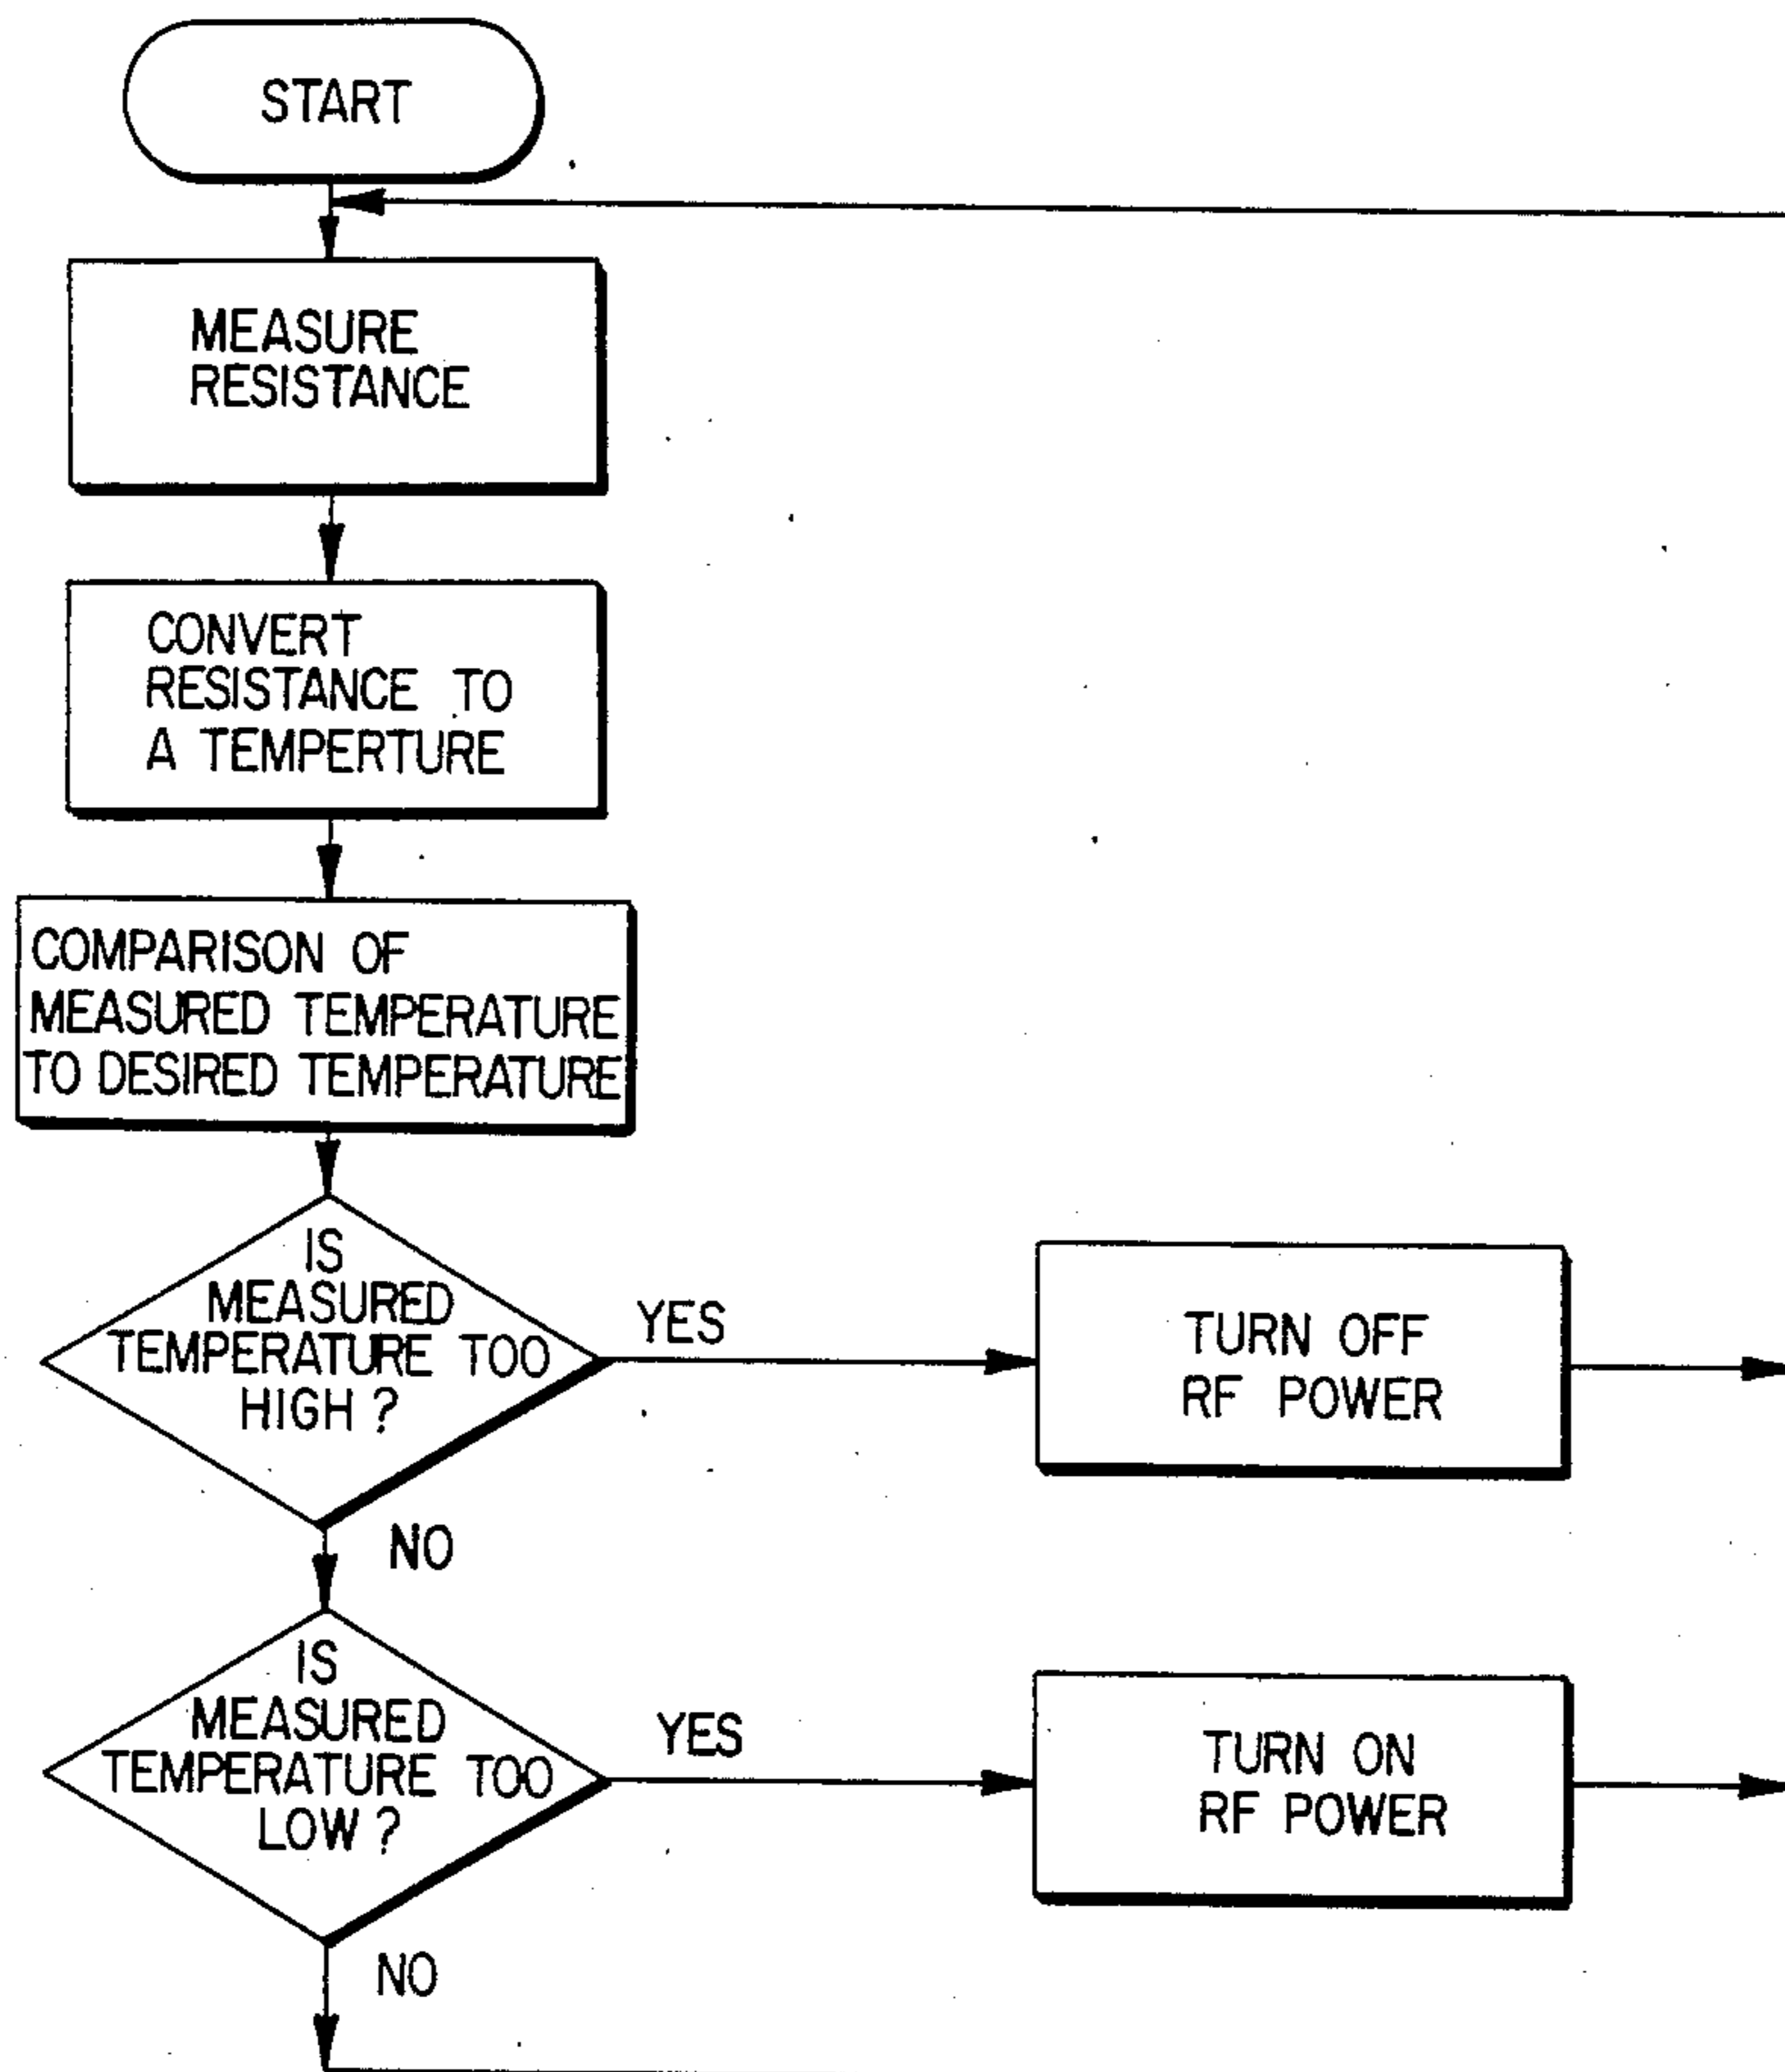 START
MEASURE
RESISTANCE
CONVERT
RESISTANCE TO
A TEMPERTURE
COMPARISON OF
MEASURED TEMPERATURE
TO DESIRED TEMPERATURE
IS
MEASURED
TEMPERATURE TOO
HIGH ?
YES
TURN OFF
RF POWER
NO
IS
MEASURED
TEMPERATURE TOO
LOW ?
YES
TURN ON
RF POWER
NO